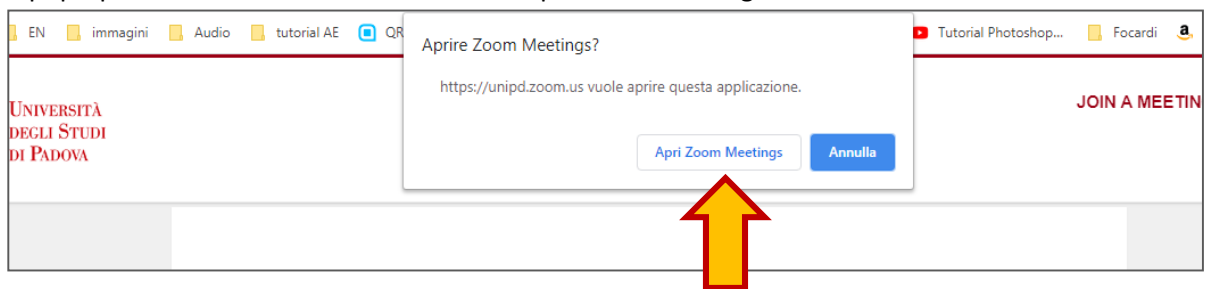 EN immagini Audio tutorial AE QR Tutorial Photoshop... Focardi a
Aprire Zoom Meetings?
https://unipd.zoom.us vuole aprire questa applicazione.
UNIVERSITÀ
DEGLI STUDI
DI PADOVA
JOIN A MEETIN
Apri Zoom Meetings Annulla